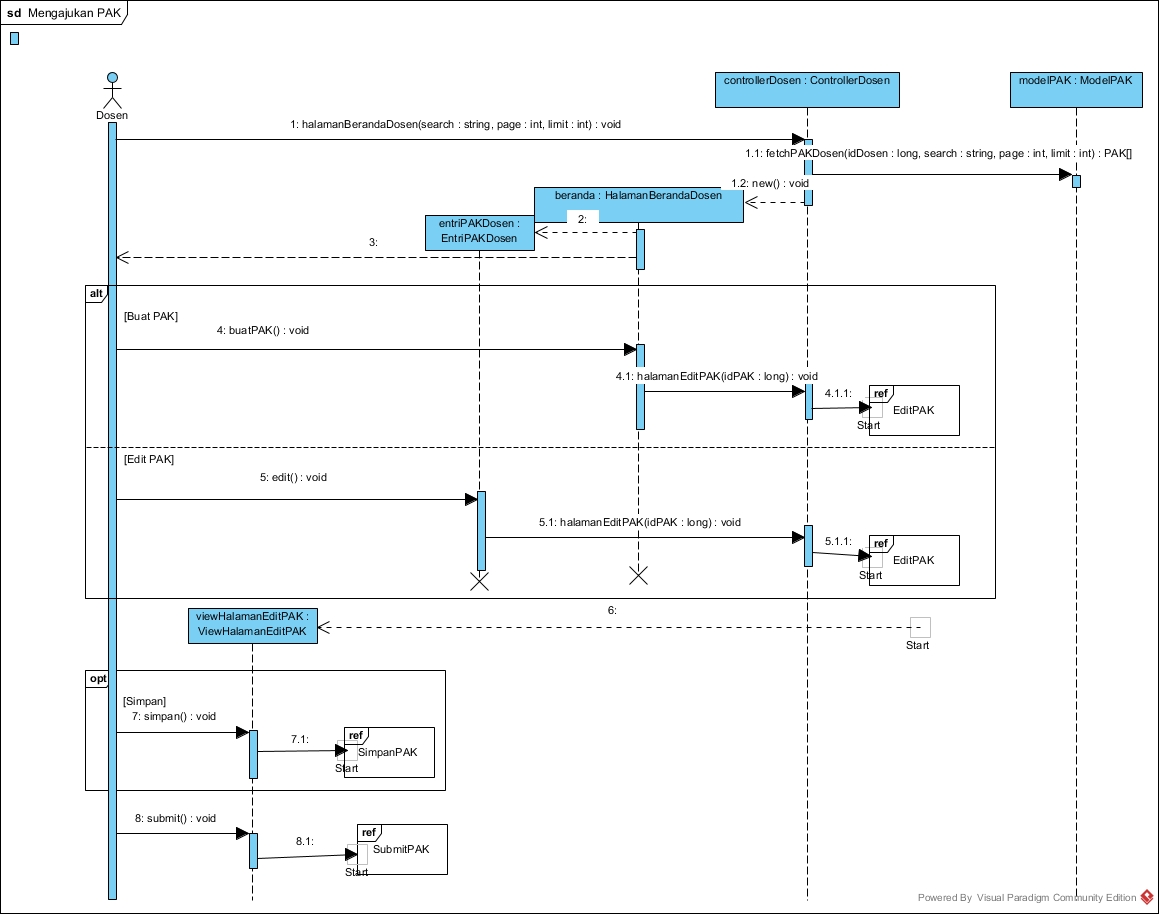 sd Mengajukan PAK
Dosen
controllerDosen : ControllerDosen
modelPAK : ModelPAK
1: halamanBerandaDosen(search : string, page : int, limit : int) : void
1.1: fetchPAKDosen(idDosen : long, search : string, page : int, limit : int) : PAK[]
1.2: new() : void
beranda : HalamanBerandaDosen
2:
entriPAKDosen :
EntriPAKDosen
3:
alt
[Buat PAK]
4: buatPAK() : void
4.1: halamanEditPAK(idPAK : long) : void
4.1.1:
ref
EditPAK
Start
[Edit PAK]
5: edit() : void
5.1: halamanEditPAK(idPAK : long) : void
5.1.1:
ref
EditPAK
Start
6:
viewHalamanEditPAK :
ViewHalamanEditPAK
Start
opt
[Simpan]
7: simpan() : void
7.1:
ref
SimpanPAK
Start
8: submit() : void
8.1:
ref
SubmitPAK
Start
Powered By Visual Paradigm Community Edition